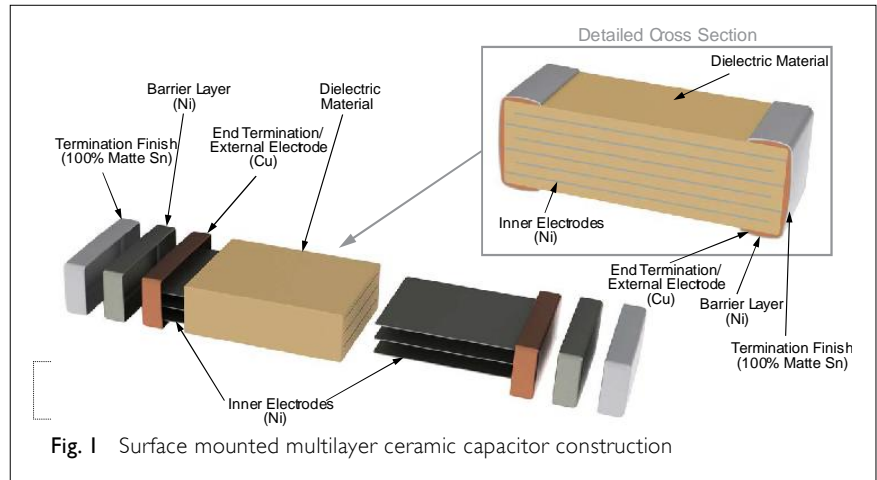 Detailed Cross Section
Dielectric Material
Barrier Layer
(Ni)
Dielectric
Material
Termination Finish
(100% Matte Sn)
End Termination/
External Electrode
(Cu)
Inner Electrodes
(Ni)
End Termination/
External Electrode
(Cu)
Barrier Layer
(Ni)
Termination Finish
(100% Matte Sn)
Inner Electrodes
(Ni)
Fig. 1 Surface mounted multilayer ceramic capacitor construction